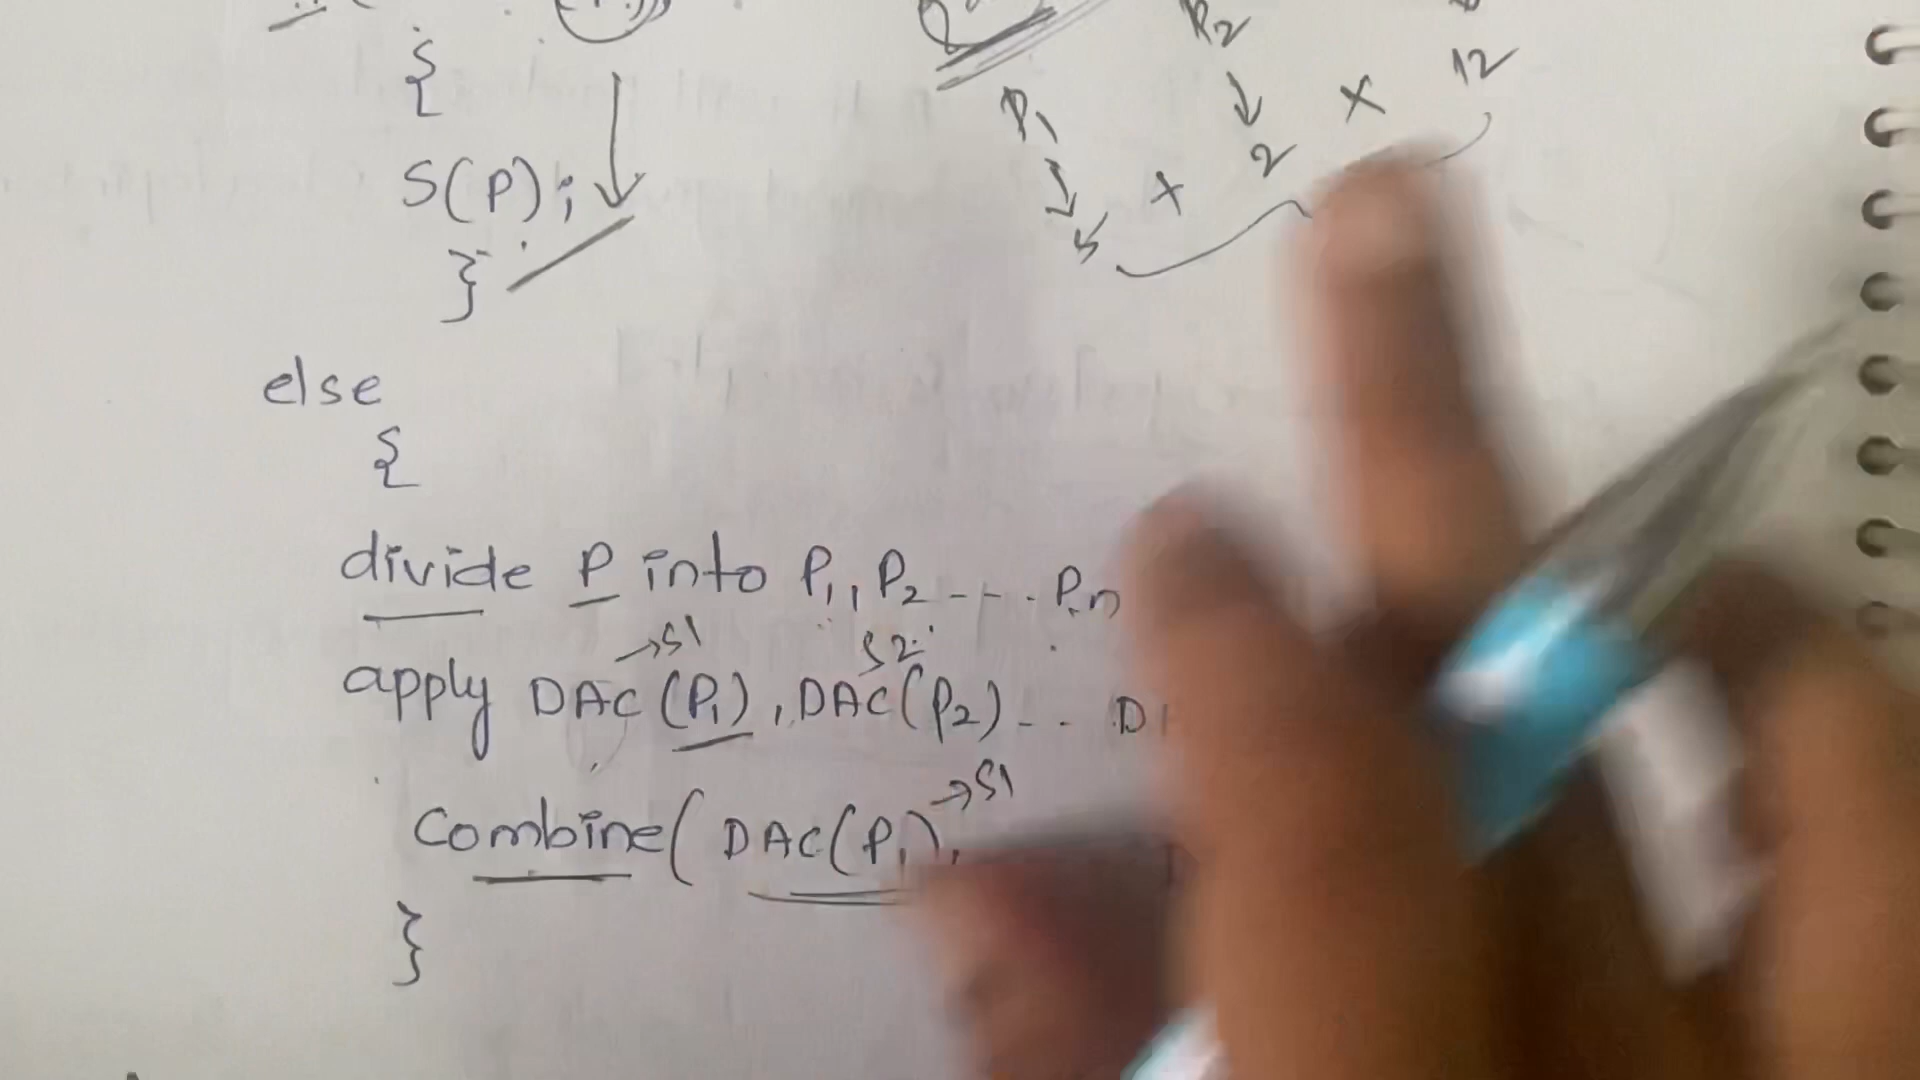 {
S(P);
}
else
{
divide P into P1, P2 - - - . Pn
→S1 S2
apply DAC (P1), DAC(P2) - - D
→S1
Combine( DAC(P1),
}
P2
12
P1
×
2
×
5